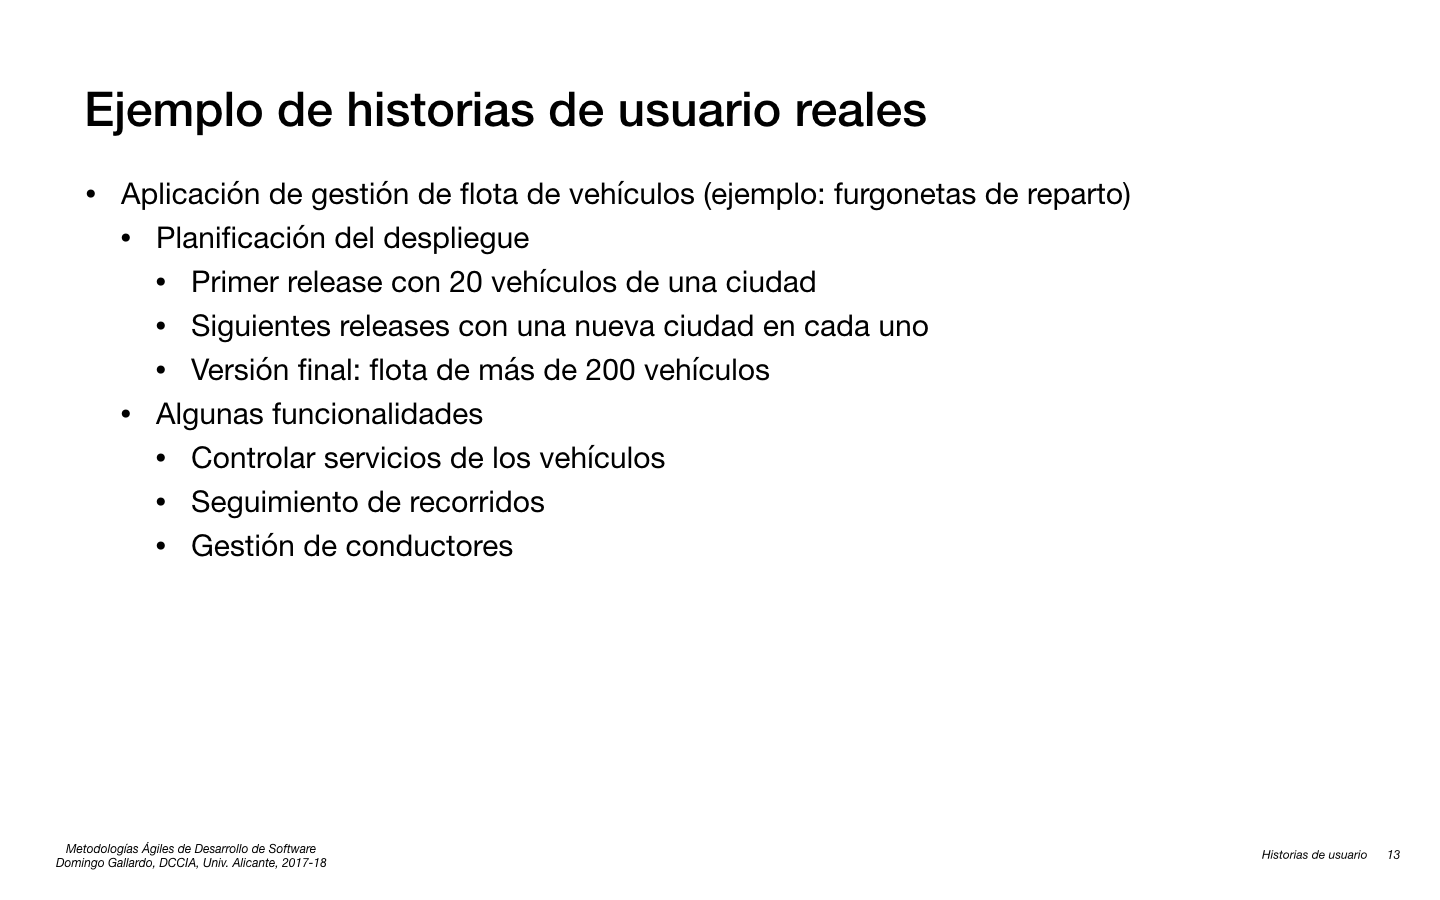 Ejemplo de historias de usuario reales
• Aplicación de gestión de flota de vehículos (ejemplo: furgonetas de reparto)
• Planificación del despliegue
• Primer release con 20 vehículos de una ciudad
• Siguientes releases con una nueva ciudad en cada uno
• Versión final: flota de más de 200 vehículos
• Algunas funcionalidades
• Controlar servicios de los vehículos
• Seguimiento de recorridos
• Gestión de conductores
Metodologías Ágiles de Desarrollo de Software
Domingo Gallardo, DCCIA, Univ. Alicante, 2017-18
Historias de usuario 13